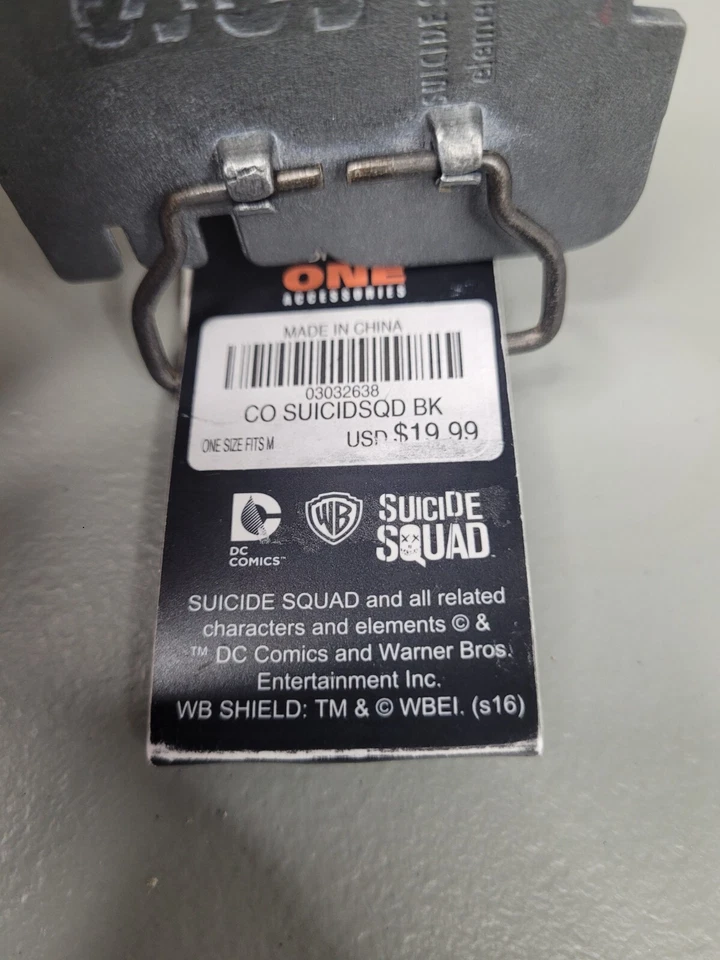 SUICIDE S
elemen
ONE
ACCESSORIES
MADE IN CHINA
03032638
CO SUICIDSQD BK
ONE SIZE FITS M
USD $19.99
DC
COMICS™
WB
SUICIDE
SQUAD
SUICIDE SQUAD and all related
characters and elements © &
™ DC Comics and Warner Bros.
Entertainment Inc.
WB SHIELD: TM & © WBEI. (s16)